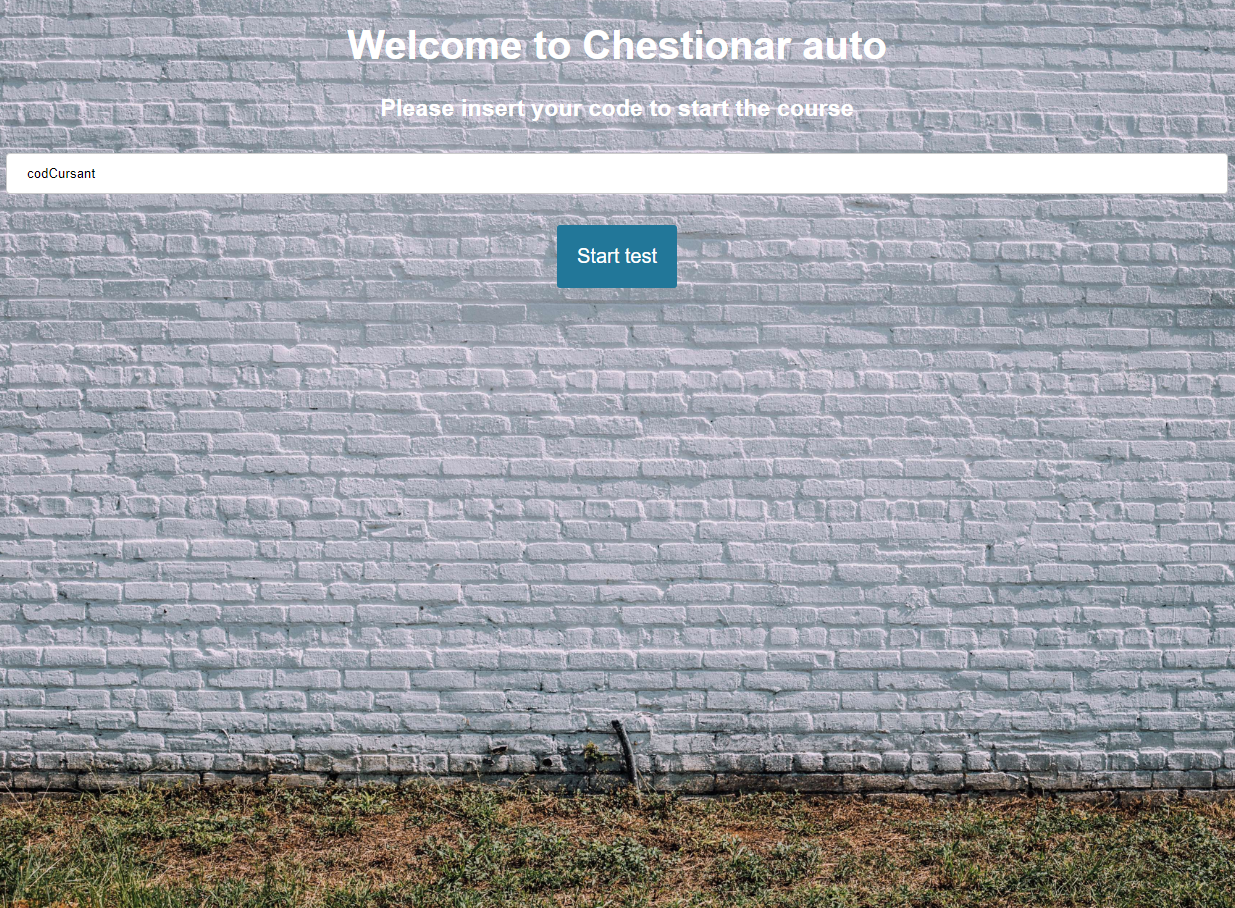 Welcome to Chestionar auto
Please insert your code to start the course
codCursant
Start test